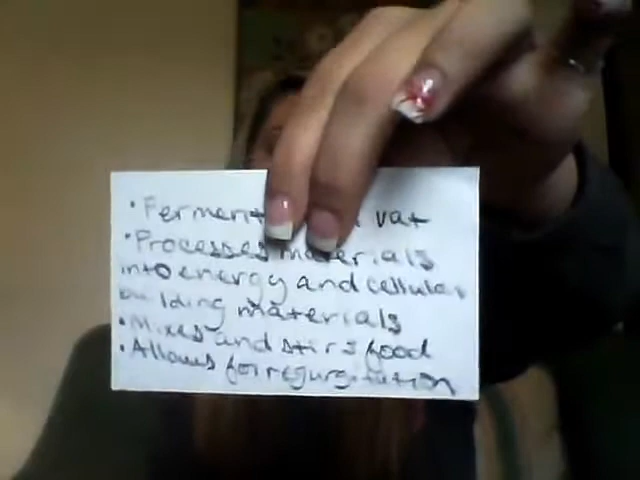 • Ferment vat
• Processes materials
into energy and cellular
building materials
• Mixes and stirs food
• Allows for regurgitation